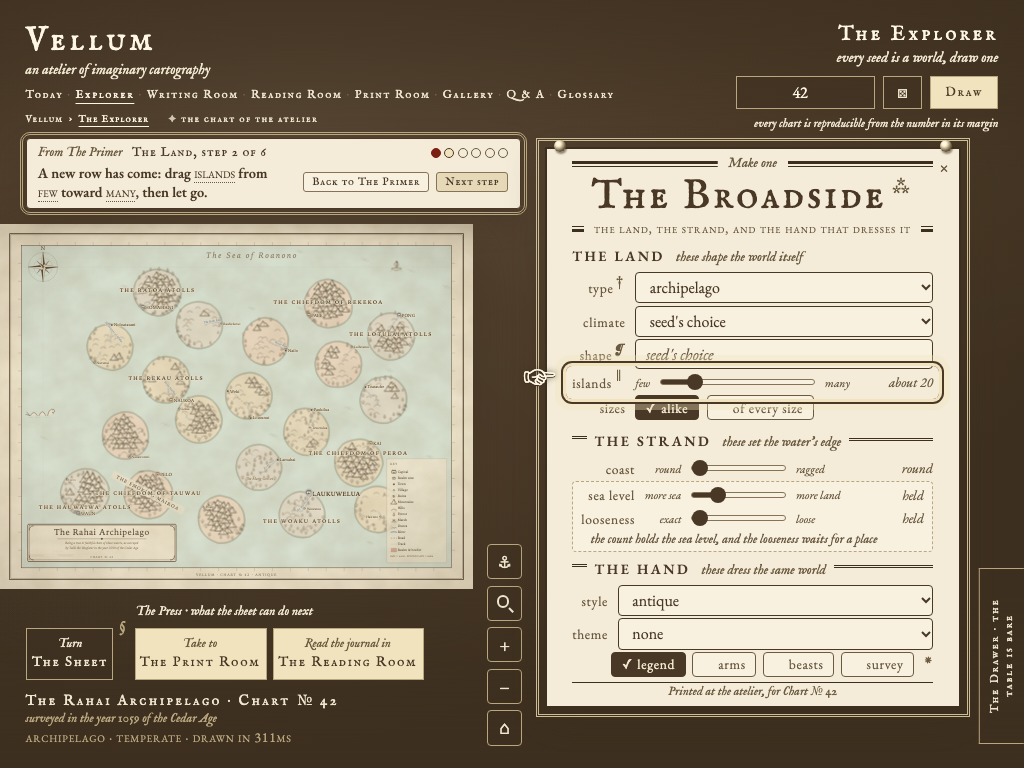 Vellum
an atelier of imaginary cartography
Today · Explorer · Writing Room · Reading Room · Print Room · Gallery · Q & A · Glossary
Vellum › The Explorer ✦ the chart of the atelier
The Explorer
every seed is a world, draw one
42
Draw
every chart is reproducible from the number in its margin
From The Primer The Land, step 2 of 6
A new row has come: drag islands from
few toward many, then let go.
Back to The Primer
Next step
The Sea of Roanono
N
THE RATOA ATOLLS
THE CHIEFDOM OF REKEKOA
THE LOTULAI ATOLLS
THE REKAU ATOLLS
THE CHIEFDOM OF PEROA
THE CHIEFDOM OF TAUWAU
THE HAUWAIWA ATOLLS
LAUKUWELUA
THE WOAKU ATOLLS
The Rahai Archipelago
VELLUM · CHART № 42 · ANTIQUE
The Press · what the sheet can do next
Turn
The Sheet
§
Take to
The Print Room
Read the journal in
The Reading Room
The Rahai Archipelago · Chart № 42
surveyed in the year 1059 of the Cedar Age
archipelago · temperate · drawn in 311ms
Make one
×
The Broadside ⁂
the land, the strand, and the hand that dresses it
THE LAND these shape the world itself
type † archipelago
climate seed's choice
shape ¶ seed's choice
islands ‖ few many about 20
sizes ✓ alike of every size
THE STRAND these set the water's edge
coast round ragged round
sea level more sea more land held
looseness exact loose held
the count holds the sea level, and the looseness waits for a place
THE HAND these dress the same world
style antique
theme none
✓ legend arms beasts survey *
Printed at the atelier, for Chart № 42
The Drawer · the
table is bare